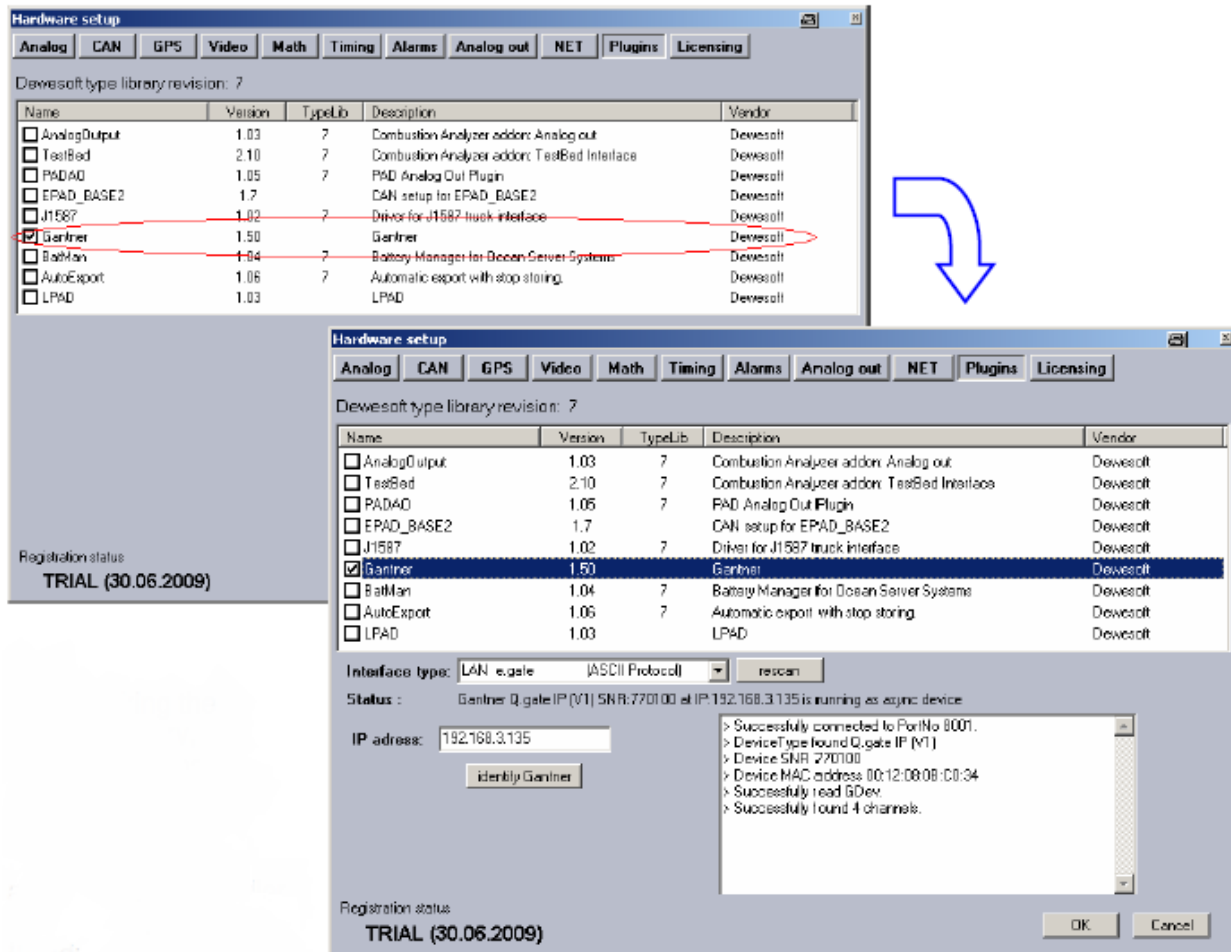 Hardware setup
Analog CAN GPS Video Math Timing Alarms Analog out NET Plugins Licensing
Dewesoft type library revision: 7
Name Version TypeLib Description Vendor
AnalogOutput 1.03 7 Combustion Analyzer addon: Analog out Dewesoft
TestBed 2.10 7 Combustion Analyzer addon: TestBed Interface Dewesoft
PADAO 1.05 7 PAD Analog Out Plugin Dewesoft
EPAD_BASE2 1.7 CAN setup for EPAD_BASE2 Dewesoft
J1587 1.02 7 Driver for J1587 truck interface Dewesoft
Gantner 1.50 Gantner Dewesoft
BatMan 1.04 7 Battery Manager for Ocean Server Systems Dewesoft
AutoExport 1.06 7 Automatic export with stop storing. Dewesoft
LPAD 1.03 LPAD Dewesoft
Registration status
TRIAL (30.06.2009)
Hardware setup
Analog CAN GPS Video Math Timing Alarms Analog out NET Plugins Licensing
Dewesoft type library revision: 7
Name Version TypeLib Description Vendor
AnalogOutput 1.03 7 Combustion Analyzer addon: Analog out Dewesoft
TestBed 2.10 7 Combustion Analyzer addon: TestBed Interface Dewesoft
PADAO 1.05 7 PAD Analog Out Plugin Dewesoft
EPAD_BASE2 1.7 CAN setup for EPAD_BASE2 Dewesoft
J1587 1.02 7 Driver for J1587 truck interface Dewesoft
Gantner 1.50 Gantner Dewesoft
BatMan 1.04 7 Battery Manager for Ocean Server Systems Dewesoft
AutoExport 1.06 7 Automatic export with stop storing. Dewesoft
LPAD 1.03 LPAD Dewesoft
Interface type: LAN e.gate (ASCII Protocol) rescan
Status : Gantner Q.gate IP (V1) SNR:770100 at IP:192.168.3.135 is running as async device
IP adress: 192.168.3.135
identify Gantner
> Successfully connected to PortNo 8001.
> DeviceType found Q.gate IP (V1)
> Device SNR 770100
> Device MAC address 00:12:08:08:C0:34
> Successfully read GDev.
> Successfully found 4 channels.
Registration status
TRIAL (30.06.2009)
OK Cancel